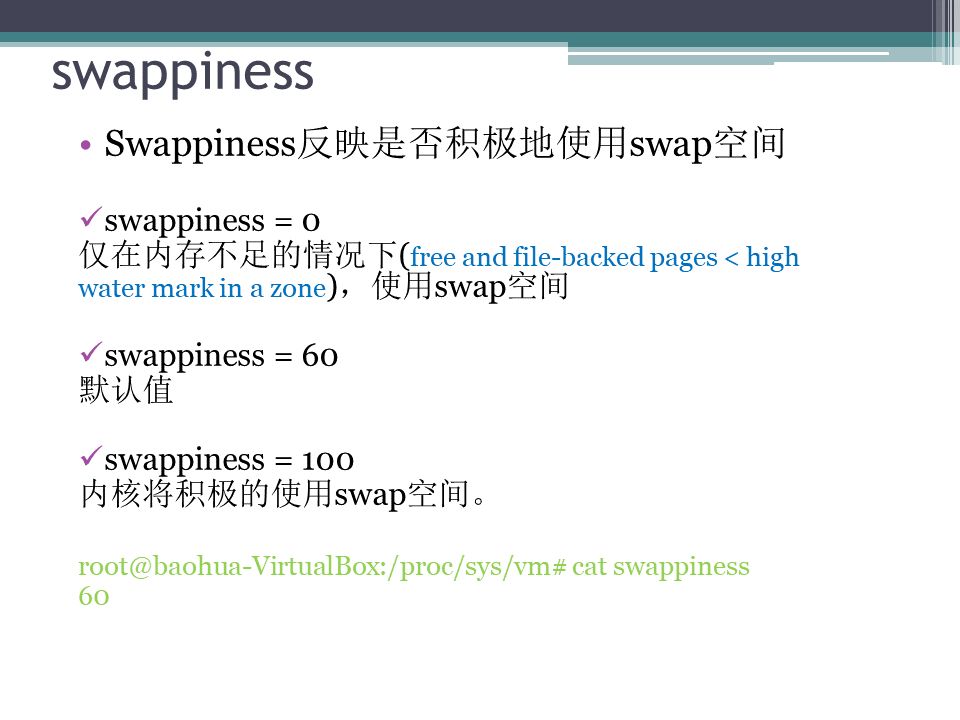 swappiness
• Swappiness反映是否积极地使用swap空间
✓ swappiness = 0
仅在内存不足的情况下(free and file-backed pages < high
water mark in a zone)，使用swap空间
✓ swappiness = 60
默认值
✓ swappiness = 100
内核将积极的使用swap空间。
root@baohua-VirtualBox:/proc/sys/vm# cat swappiness
60